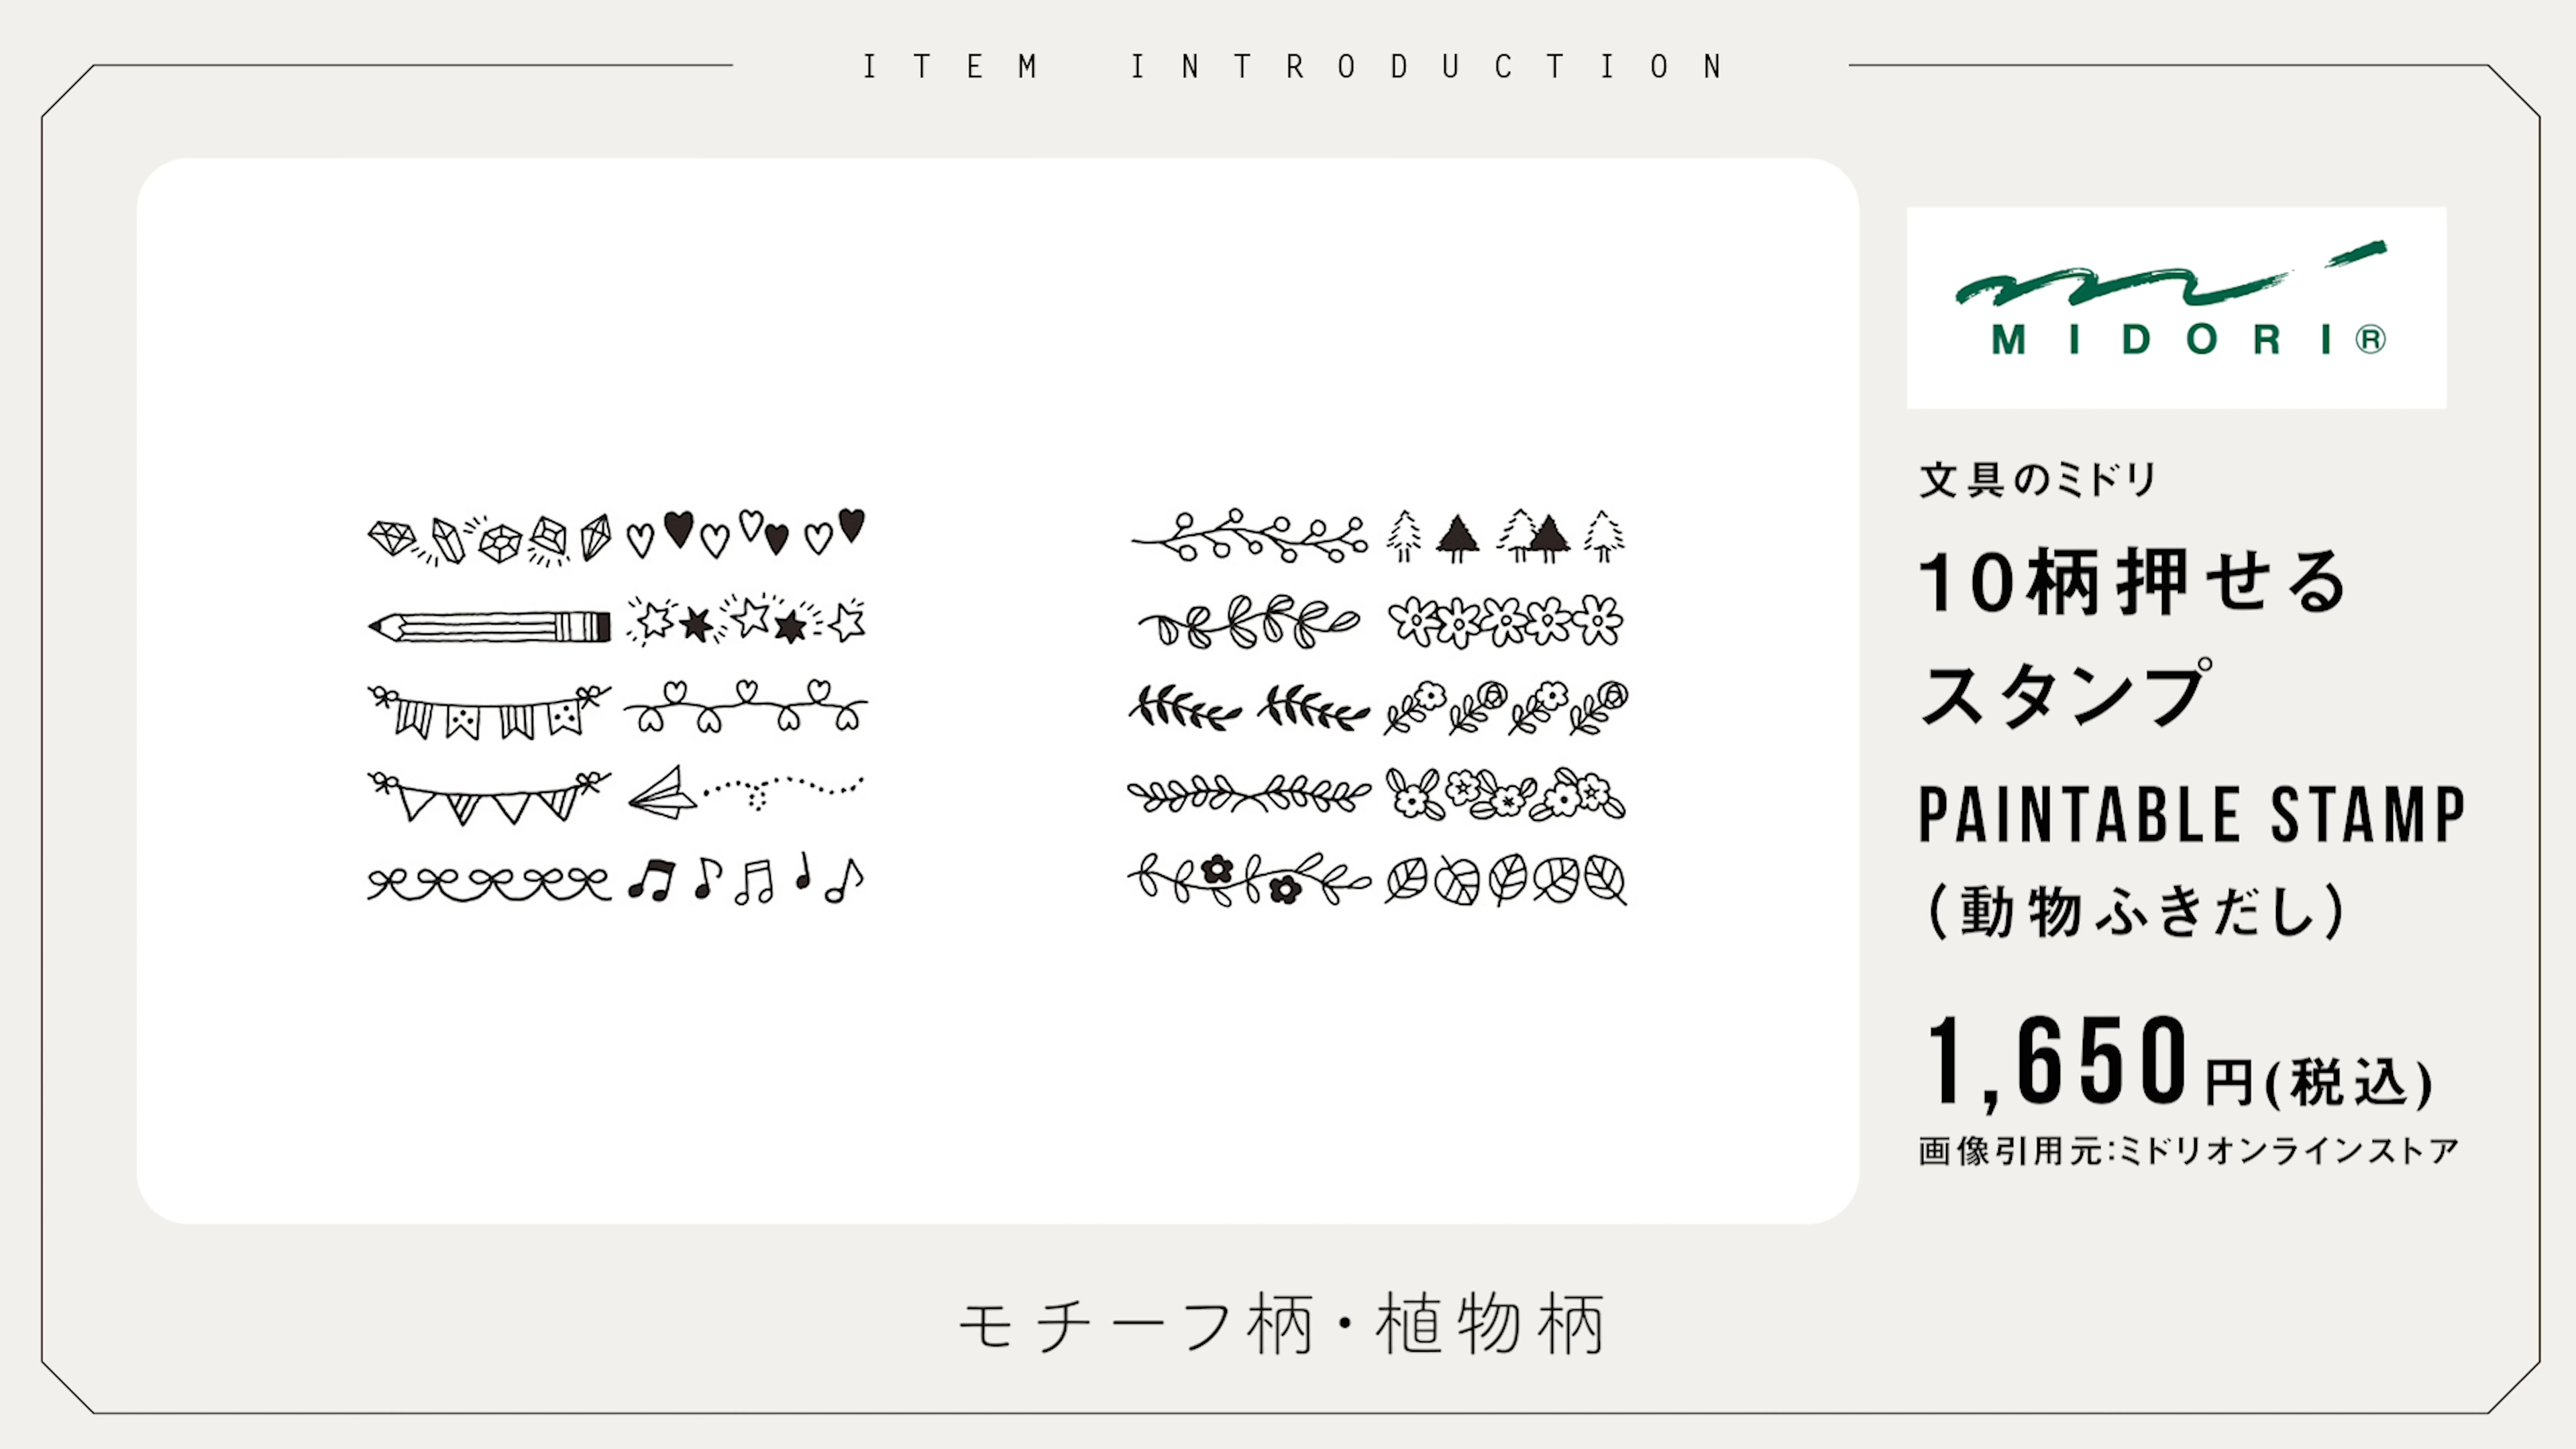 ITEM INTRODUCTION
MIDORI®
文具のミドリ
10柄押せる
スタンプ
PAINTABLE STAMP
(動物ふきだし)
1,650円(税込)
画像引用元:ミドリオンラインストア
モチーフ柄・植物柄